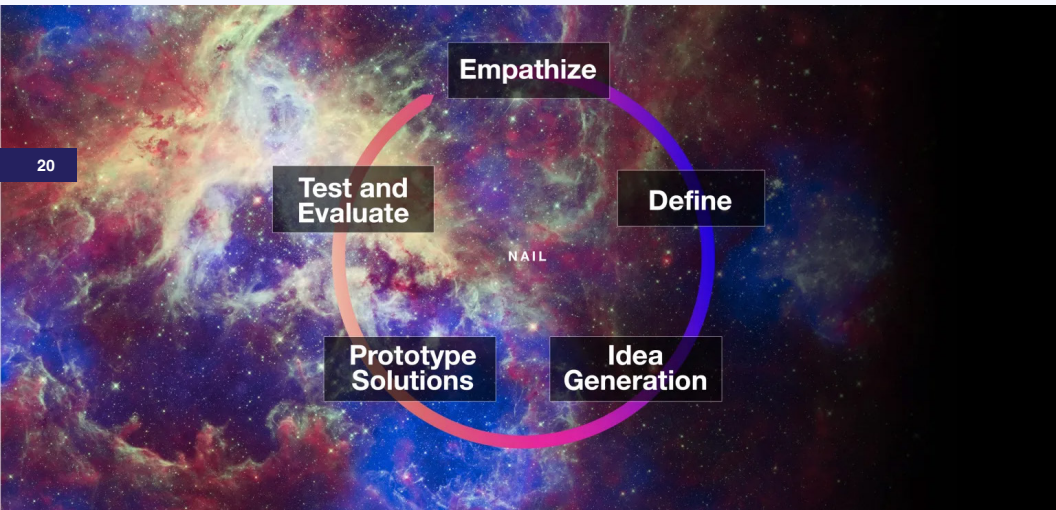 Empathize
20
Test and
Evaluate
Define
NAIL
Prototype
Solutions
Idea
Generation